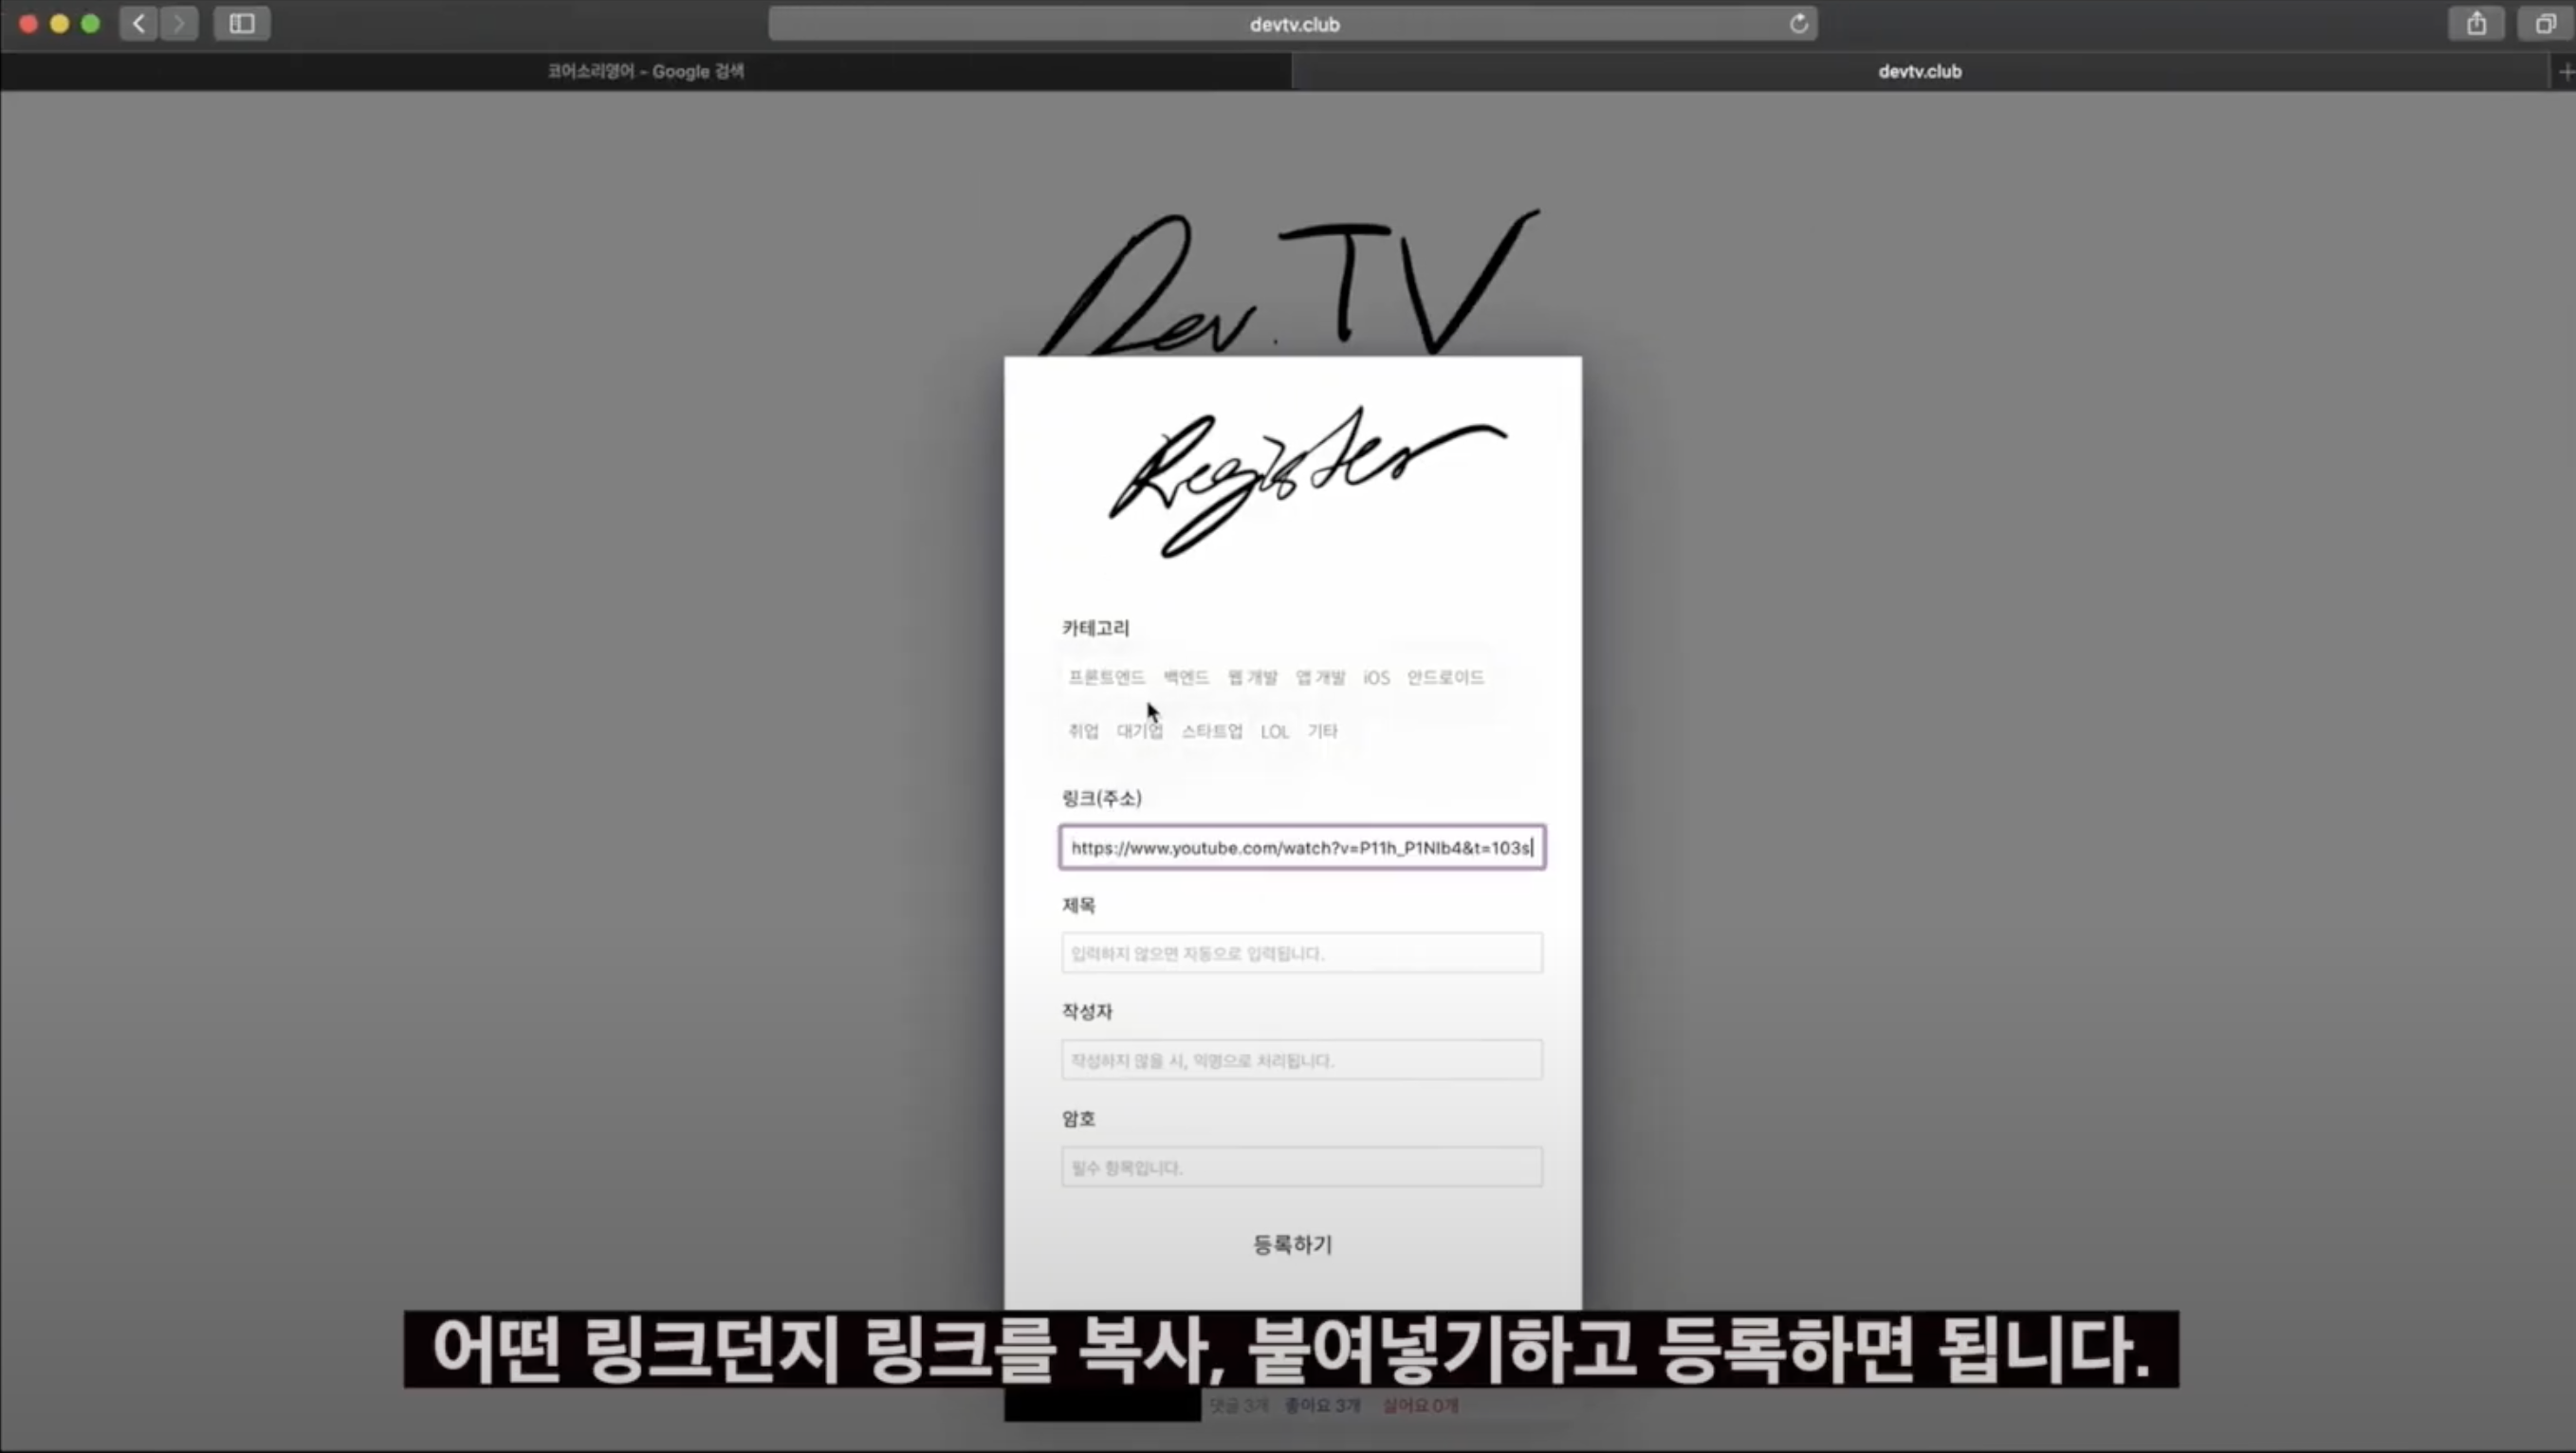 devtv.club
코어소리영어 - Google 검색
devtv.club
Dev. TV
Register
카테고리
프론트엔드 백엔드 웹 개발 앱 개발 iOS 안드로이드
취업 대기업 스타트업 LOL 기타
링크(주소)
https://www.youtube.com/watch?v=P11h_P1NIb4&t=103s
제목
입력하지 않으면 자동으로 입력됩니다.
작성자
작성하지 않을 시, 익명으로 처리됩니다.
암호
필수 항목입니다.
등록하기
어떤 링크던지 링크를 복사, 붙여넣기하고 등록하면 됩니다.
댓글 3개 좋아요 3개 싫어요 0개